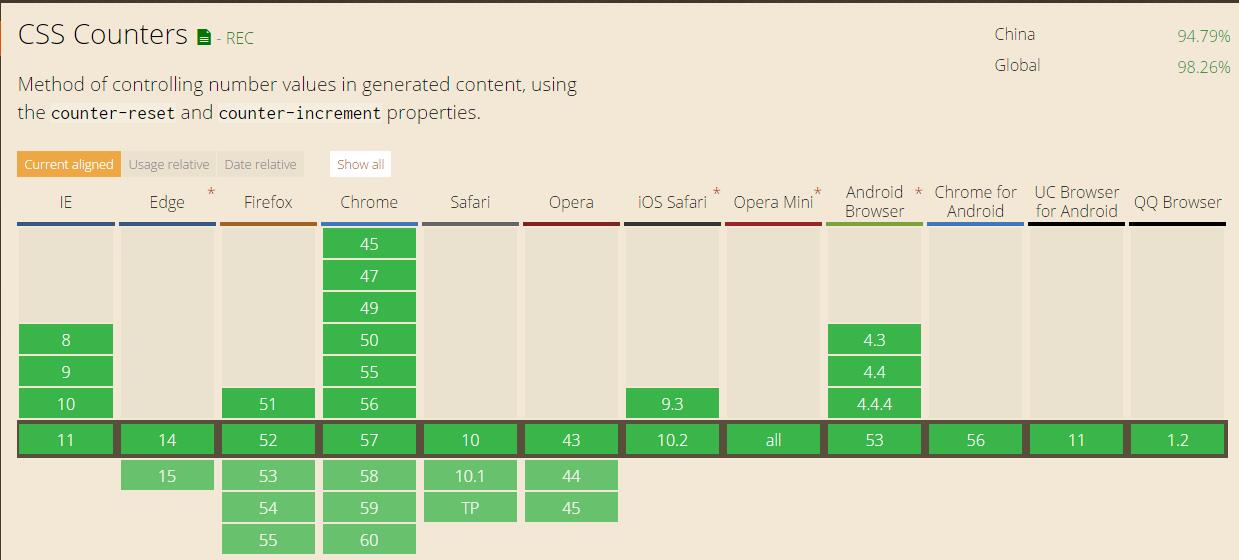 CSS Counters - REC
China 94.79%
Global 98.26%
Method of controlling number values in generated content, using
the counter-reset and counter-increment properties.
Current aligned Usage relative Date relative Show all
IE Edge * Firefox Chrome Safari Opera iOS Safari * Opera Mini * Android Browser * Chrome for Android UC Browser for Android QQ Browser
45
47
49
8 50 4.3
9 55 4.4
10 51 56 9.3 4.4.4
11 14 52 57 10 43 10.2 all 53 56 11 1.2
15 53 58 10.1 44
54 59 TP 45
55 60